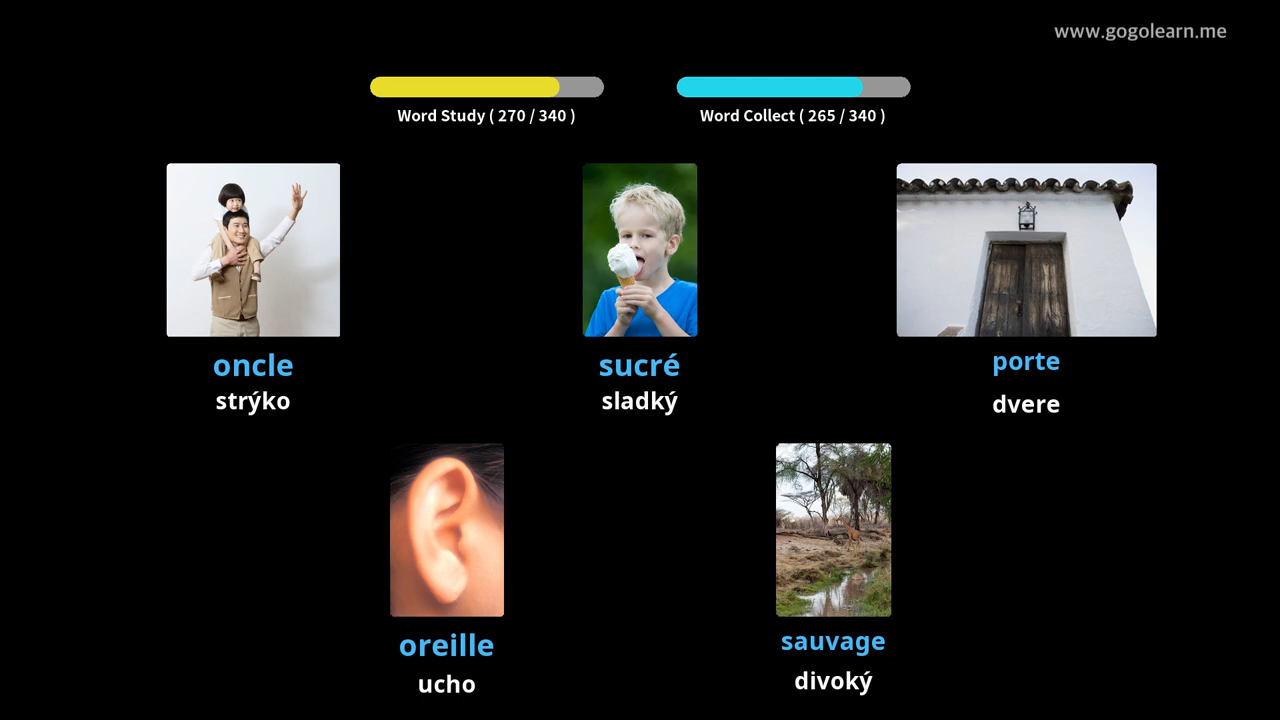 www.gogolearn.me
Word Study ( 270 / 340 )
Word Collect ( 265 / 340 )
oncle
strýko
sucré
sladký
porte
dvere
oreille
ucho
sauvage
divoký